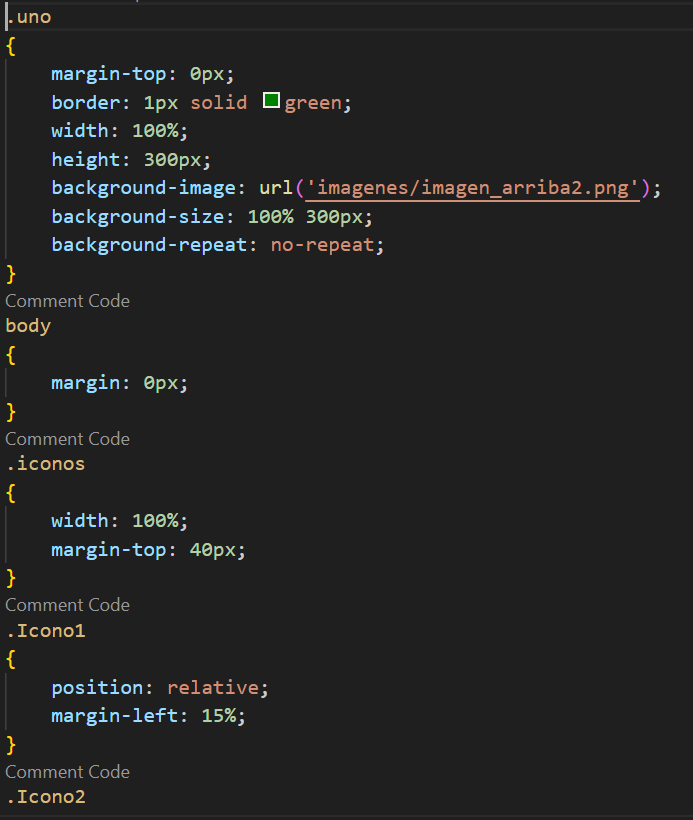 .uno
{
margin-top: 0px;
border: 1px solid green;
width: 100%;
height: 300px;
background-image: url('imagenes/imagen_arriba2.png');
background-size: 100% 300px;
background-repeat: no-repeat;
}
Comment Code
body
{
margin: 0px;
}
Comment Code
.iconos
{
width: 100%;
margin-top: 40px;
}
Comment Code
.Icono1
{
position: relative;
margin-left: 15%;
}
Comment Code
.Icono2